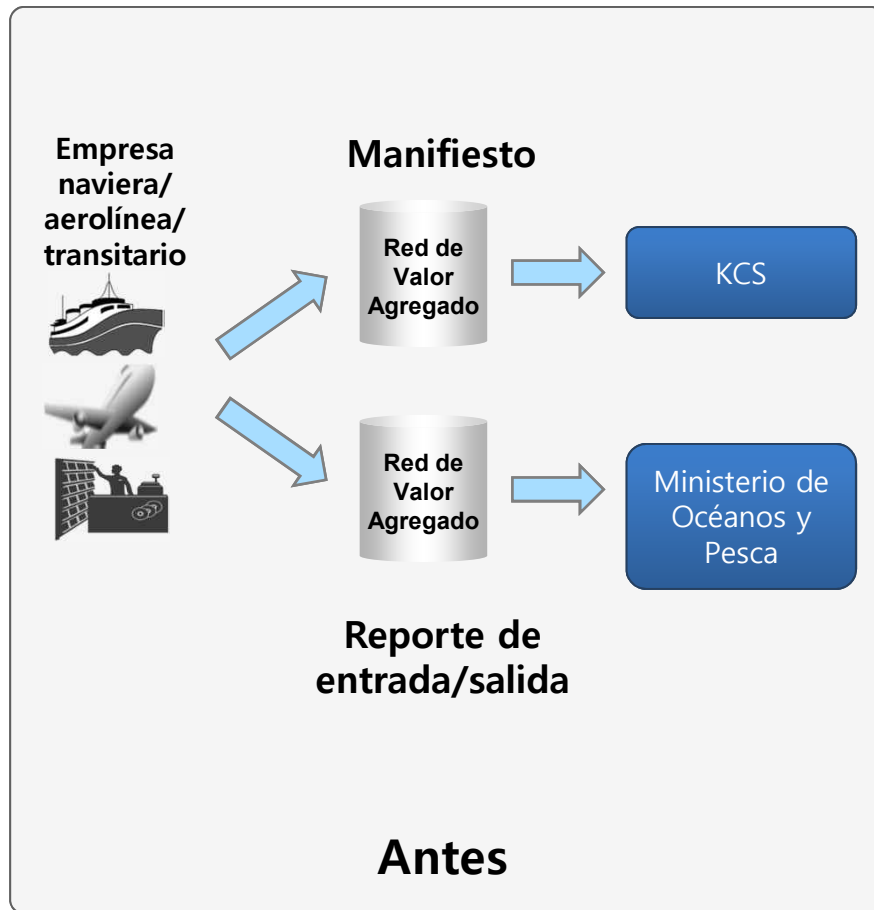 Empresa
naviera/
aerolínea/
transitario
Manifiesto
Red de
Valor
Agregado
KCS
Red de
Valor
Agregado
Ministerio de
Océanos y
Pesca
Reporte de
entrada/salida
Antes